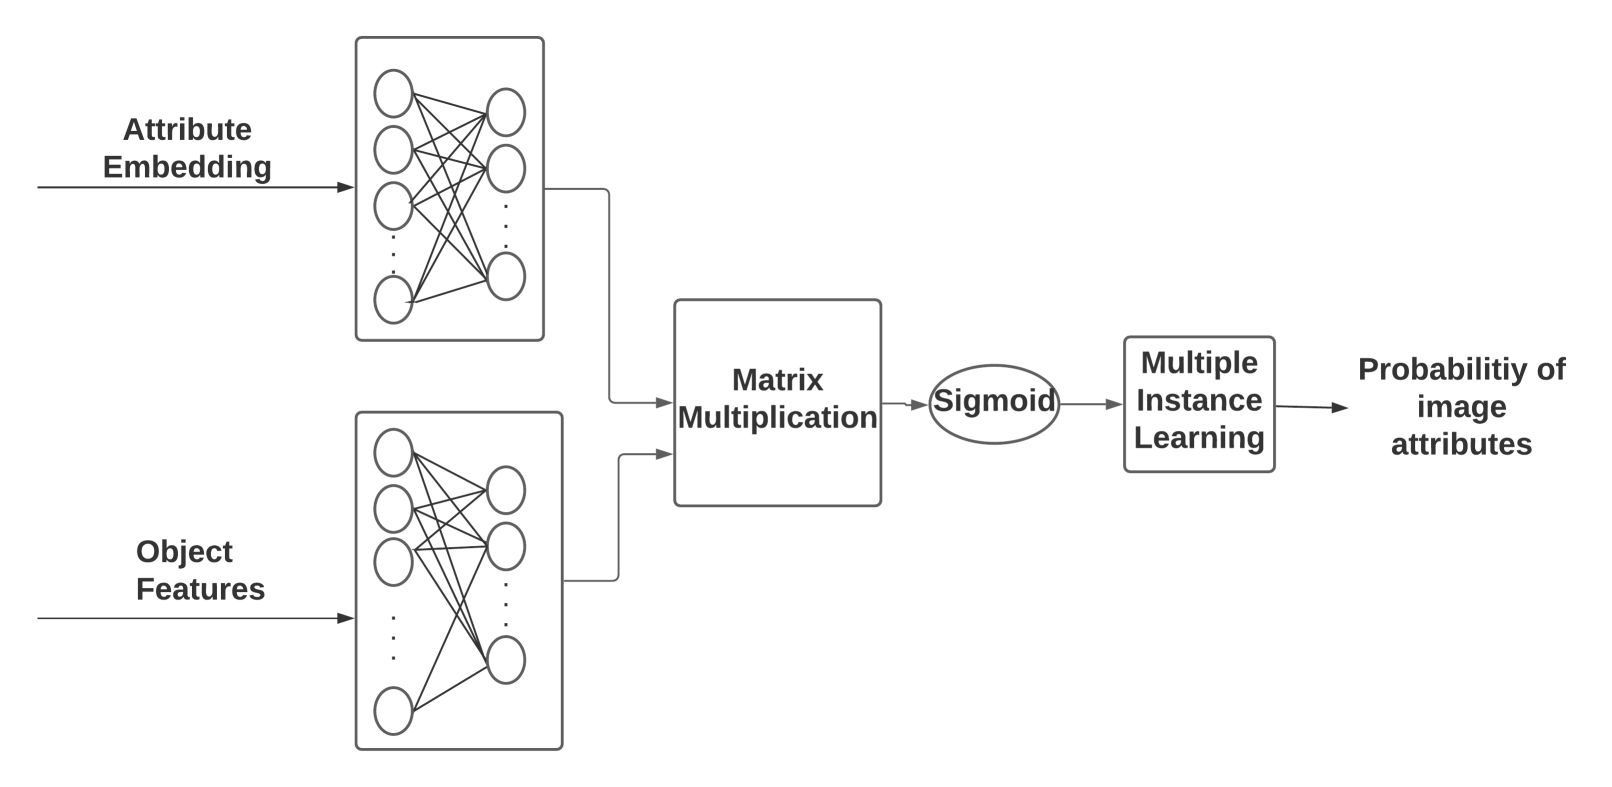 Attribute
Embedding
Object
Features
Matrix
Multiplication
Sigmoid
Multiple
Instance
Learning
Probabilitiy of
image
attributes